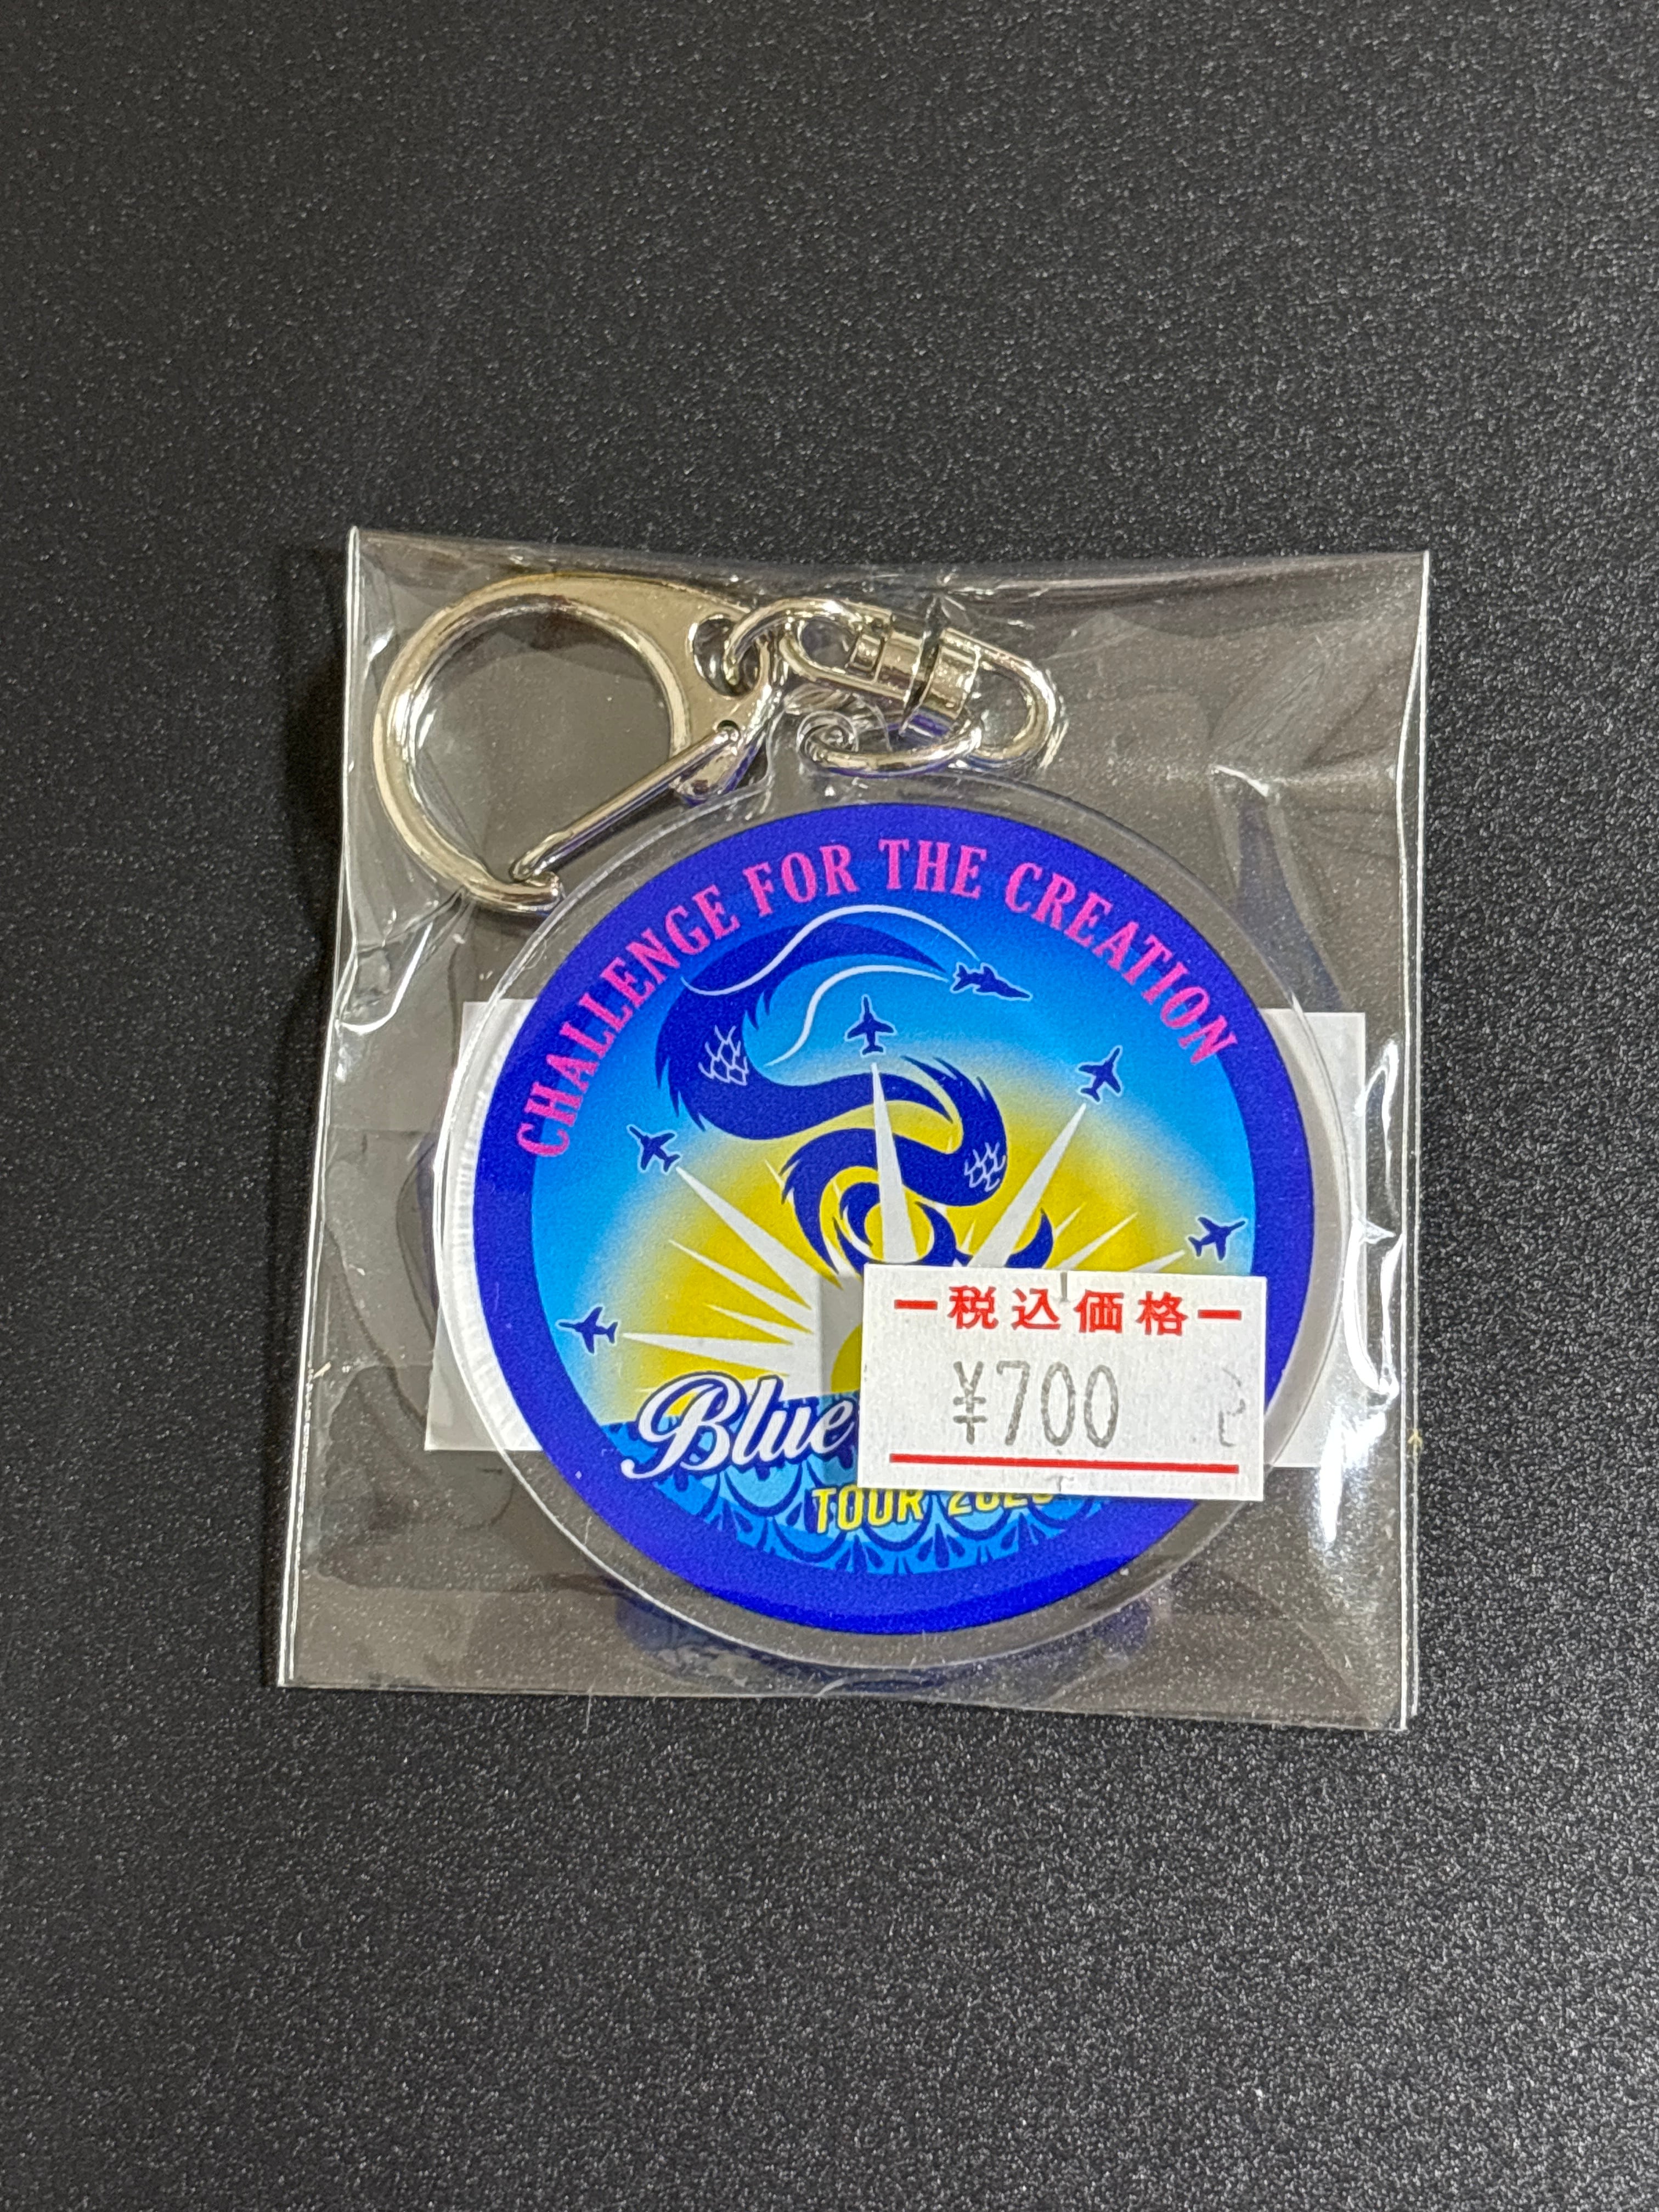 CHALLENGE FOR THE CREATION
Blue
TOUR
税込価格
¥700